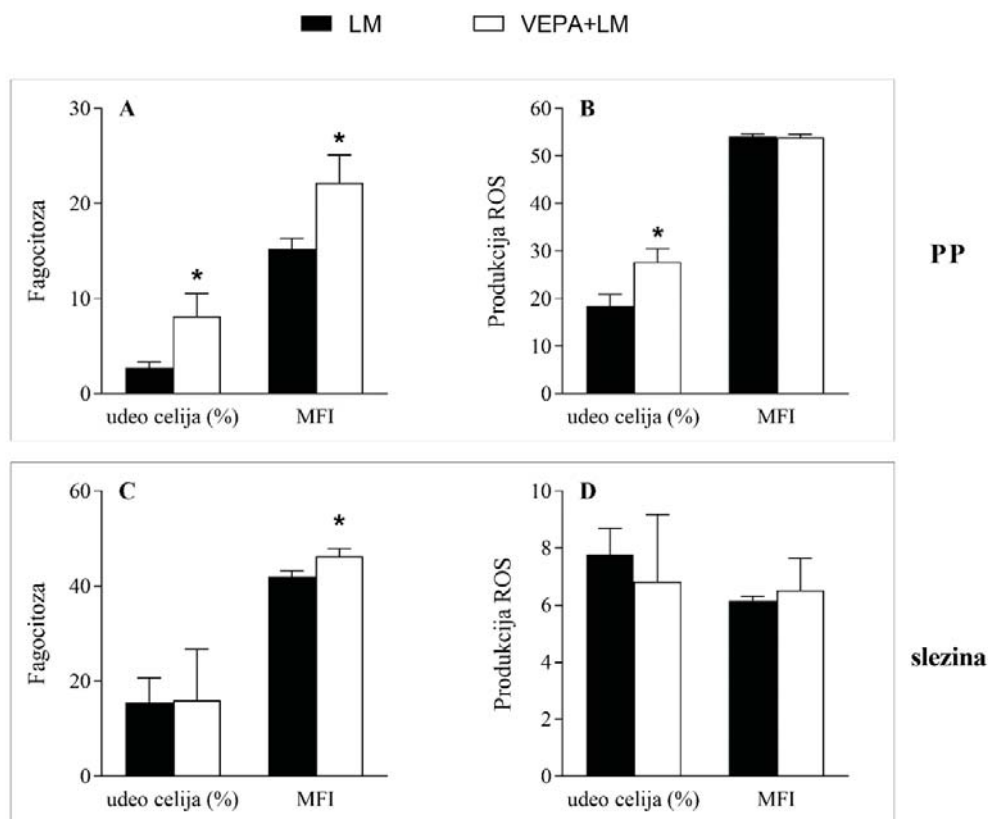 LM VEPA+LM
A
30
20
10
0
Fagocitoza
*
*
udeo celija (%) MFI
B
60
50
40
30
20
10
0
Produkcija ROS
*
udeo celija (%) MFI
PP
C
60
40
20
0
Fagocitoza
*
udeo celija (%) MFI
D
10
8
6
4
2
0
Produkcija ROS
udeo celija (%) MFI
slezina